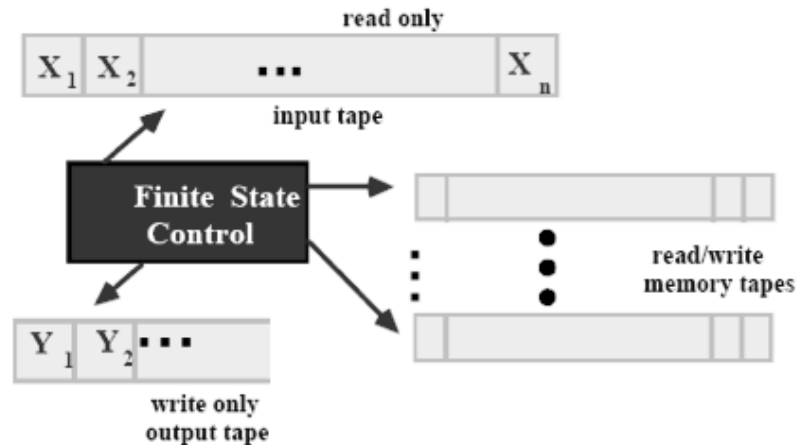 read only
X1 X2 ... Xn
input tape
Finite State
Control
read/write
memory tapes
Y1 Y2 ...
write only
output tape